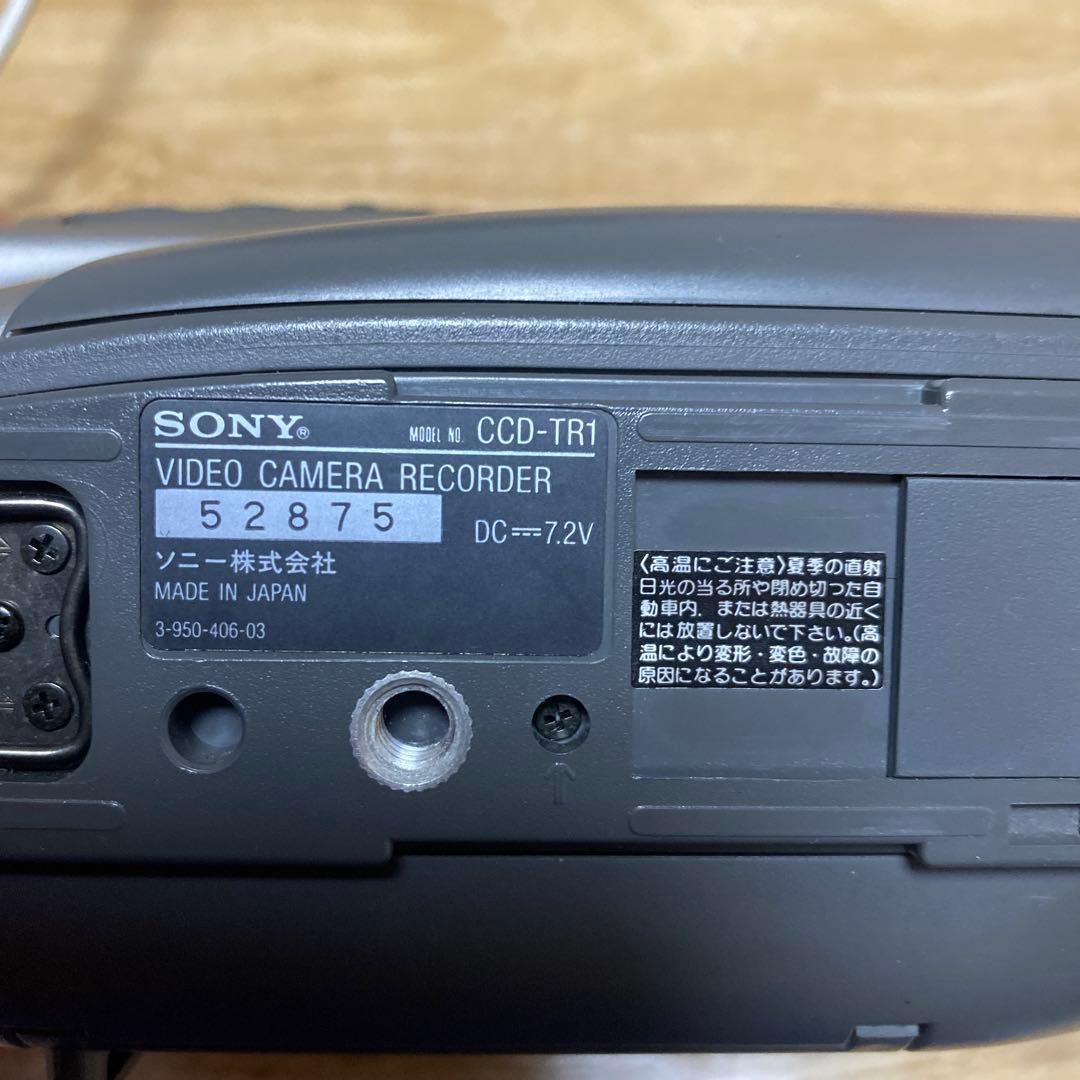 SONY® MODEL NO. CCD-TR1
VIDEO CAMERA RECORDER
52875
DC⎓7.2V
ソニー株式会社
MADE IN JAPAN
3-950-406-03
〈高温にご注意〉夏季の直射
日光の当る所や閉め切った自
動車内、または熱器具の近く
には放置しないで下さい。(高
温により変形・変色・故障の
原因になることがあります。)